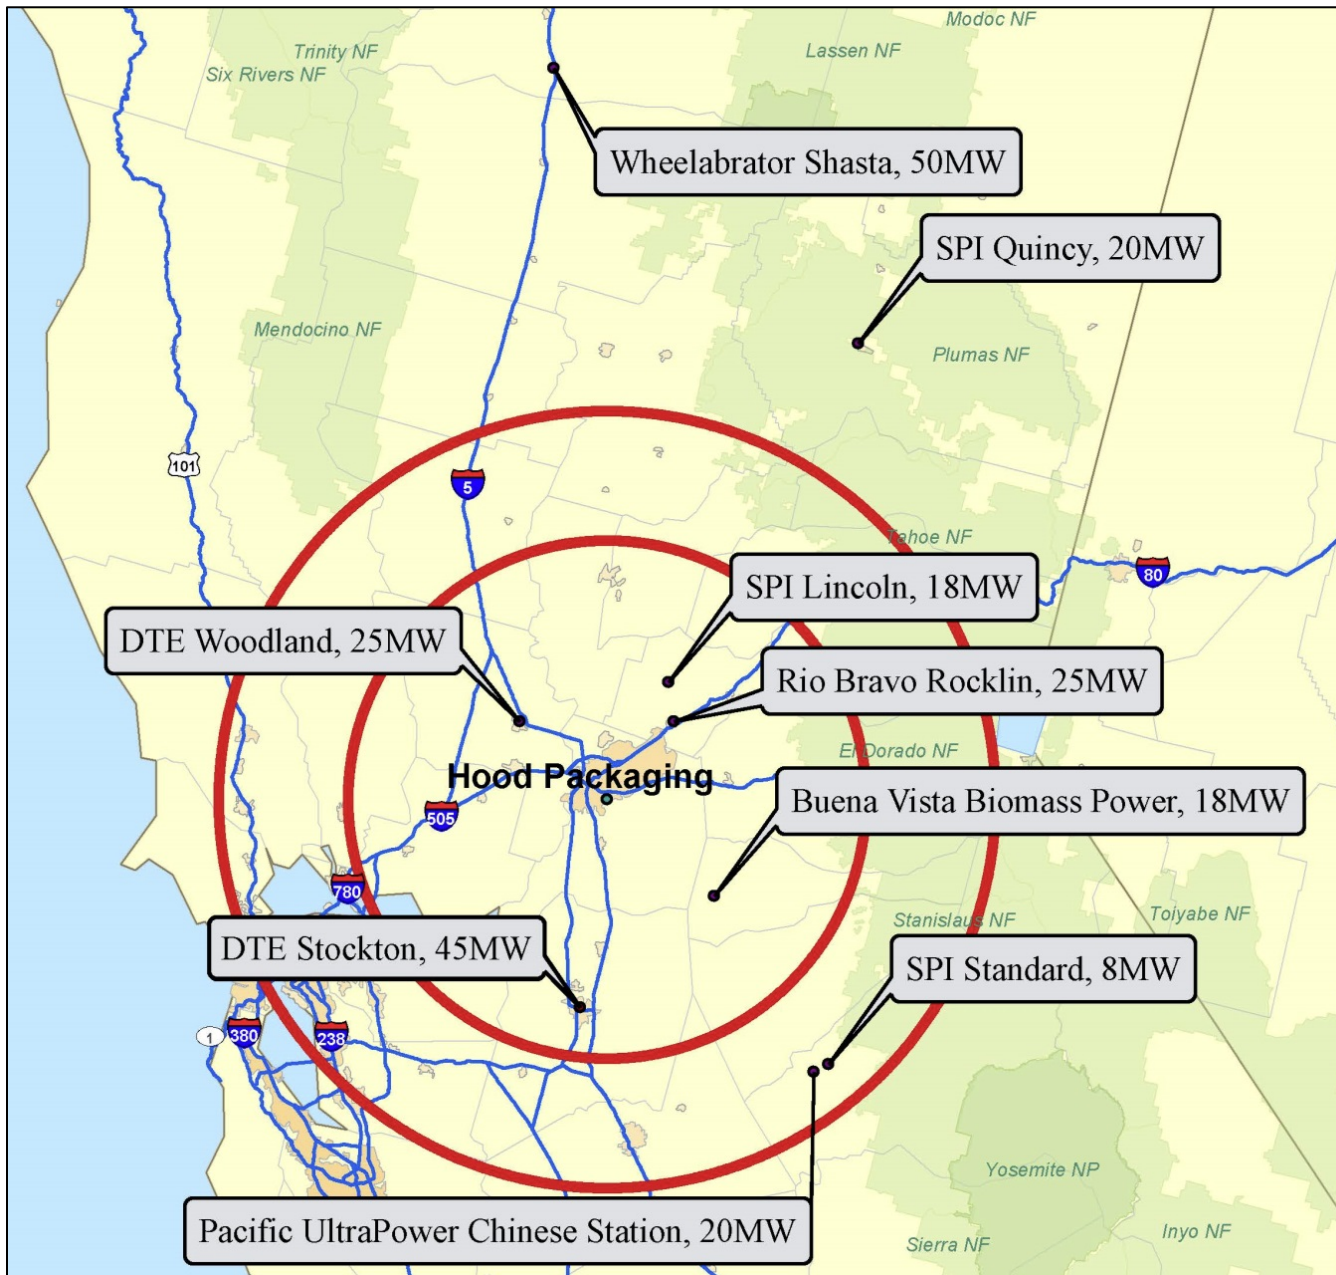 Modoc NF
Trinity NF
Lassen NF
Six Rivers NF
Wheelabrator Shasta, 50MW
SPI Quincy, 20MW
Mendocino NF
Plumas NF
101
5
Tahoe NF
SPI Lincoln, 18MW
80
DTE Woodland, 25MW
Rio Bravo Rocklin, 25MW
El Dorado NF
Hood Packaging
Buena Vista Biomass Power, 18MW
505
780
Stanislaus NF
Toiyabe NF
DTE Stockton, 45MW
SPI Standard, 8MW
1
380
238
Yosemite NP
Pacific UltraPower Chinese Station, 20MW
Inyo NF
Sierra NF